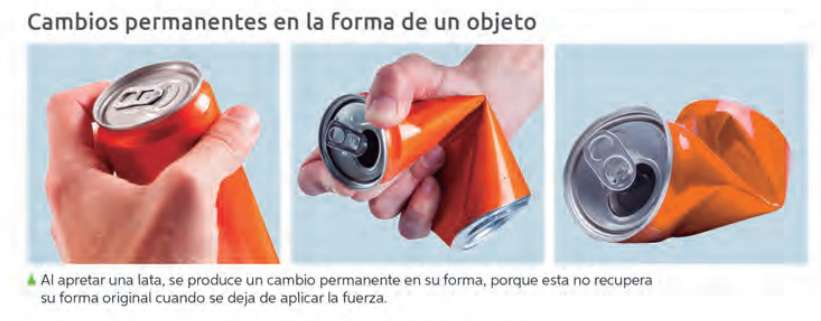 Cambios permanentes en la forma de un objeto
Al apretar una lata, se produce un cambio permanente en su forma, porque esta no recupera
su forma original cuando se deja de aplicar la fuerza.